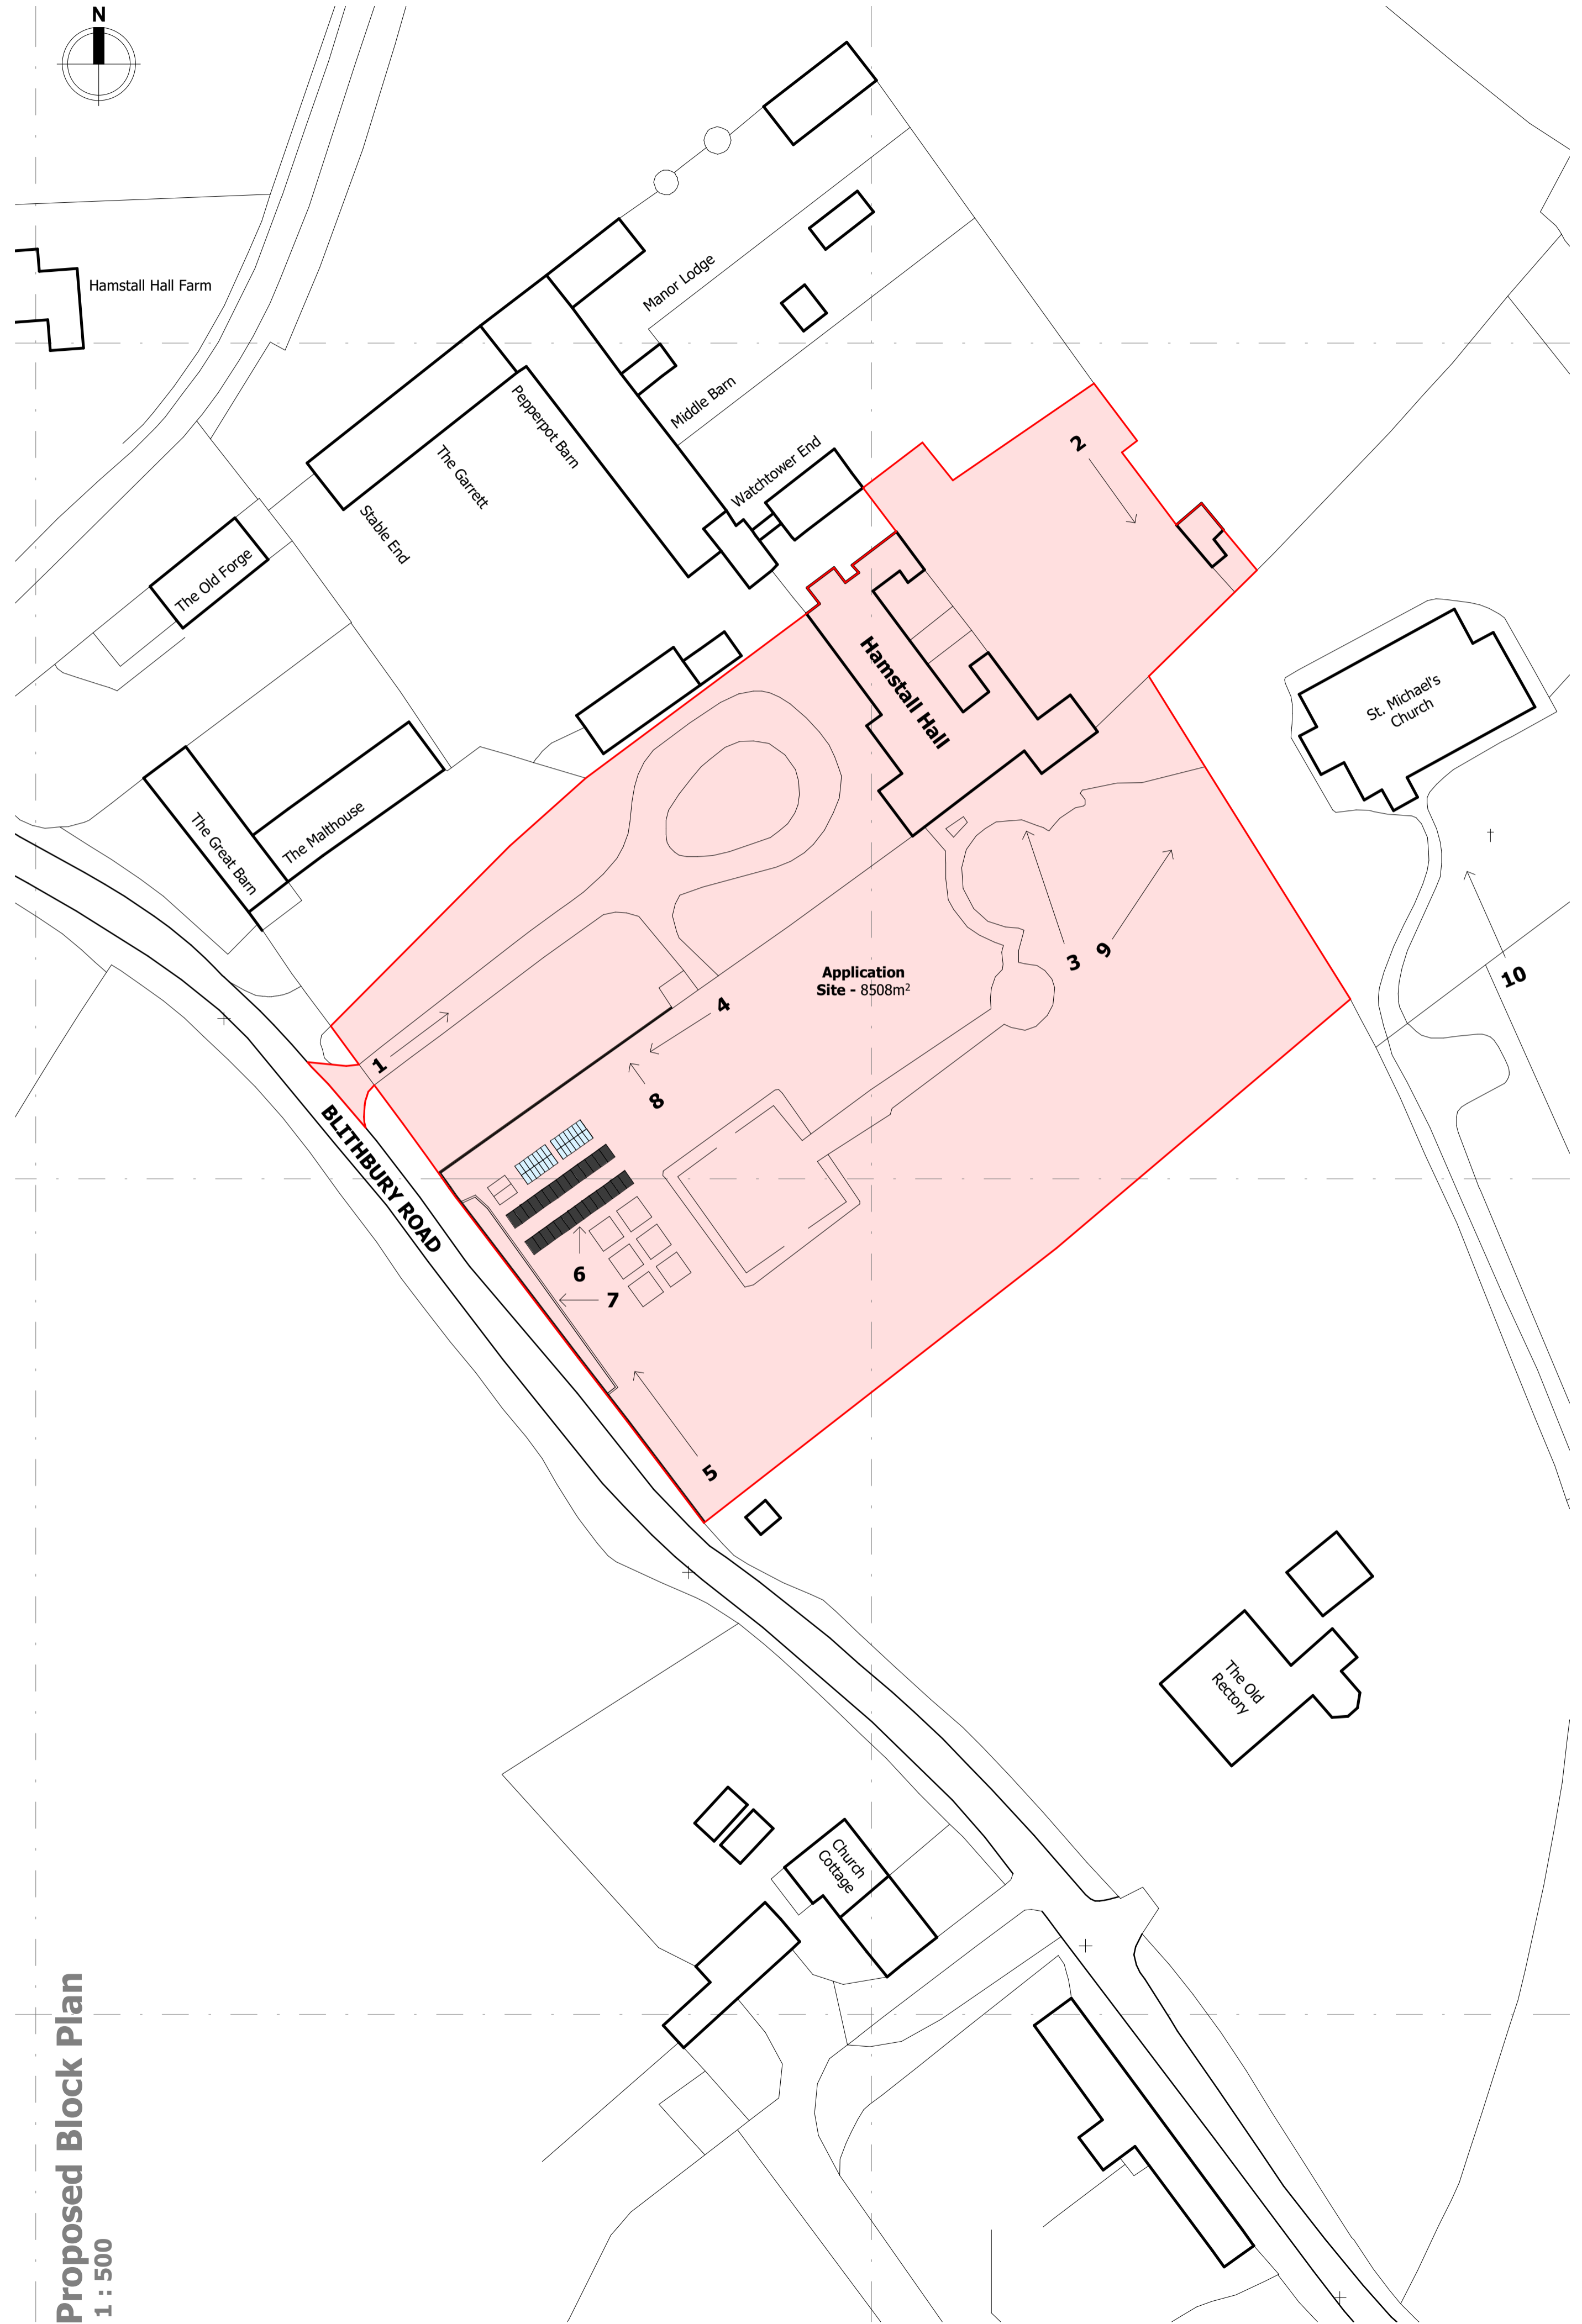 N
Hamstall Hall Farm
Manor Lodge
Middle Barn
Pepperpot Barn
The Garrett
Stable End
Watchtower End
The Old Forge
2
Hamstall Hall
St. Michael's
Church
The Great Barn
The Malthouse
3
9
10
Application
Site - 8508m²
4
1
8
BLITHBURY ROAD
6
7
5
The Old
Rectory
Church
Cottage
Proposed Block Plan
1 : 500